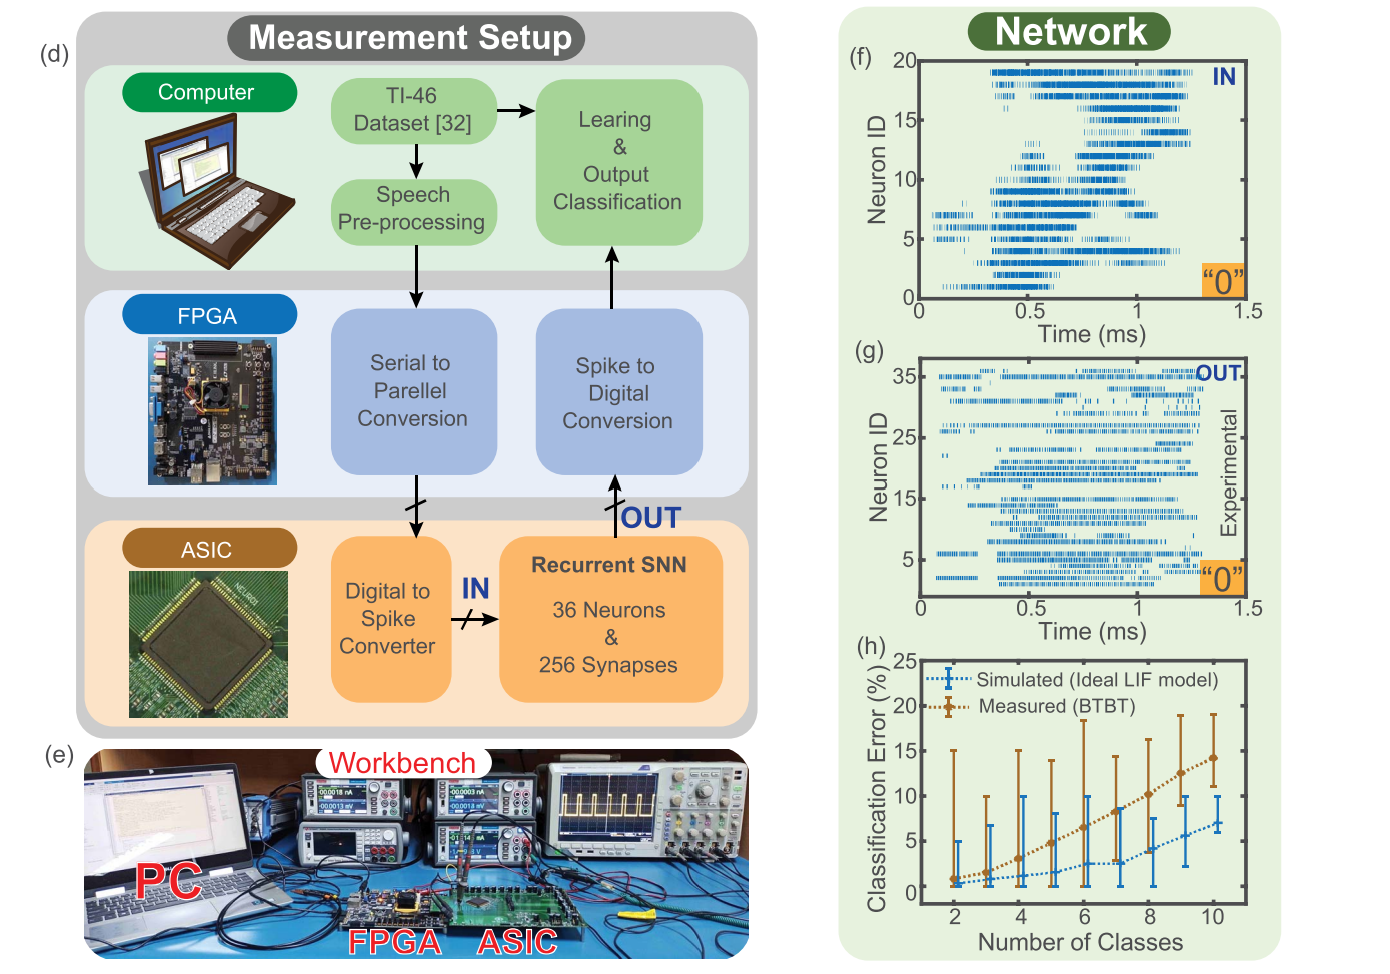 (d)
Measurement Setup
Computer
TI-46
Dataset [32]
Speech
Pre-processing
Learing
&
Output
Classification
FPGA
Serial to
Parellel
Conversion
Spike to
Digital
Conversion
OUT
ASIC
NEURO1
Digital to
Spike
Converter
IN
Recurrent SNN
36 Neurons
&
256 Synapses
(e)
Workbench
PC
FPGA
ASIC
Network
(f)
IN
Neuron ID
20
15
10
5
0
"0"
0
0.5
1
1.5
Time (ms)
(g)
OUT
Neuron ID
35
25
15
5
Experimental
"0"
0
0.5
1
1.5
Time (ms)
(h)
Classification Error (%)
25
20
15
10
5
0
Simulated (Ideal LIF model)
Measured (BTBT)
2
4
6
8
10
Number of Classes